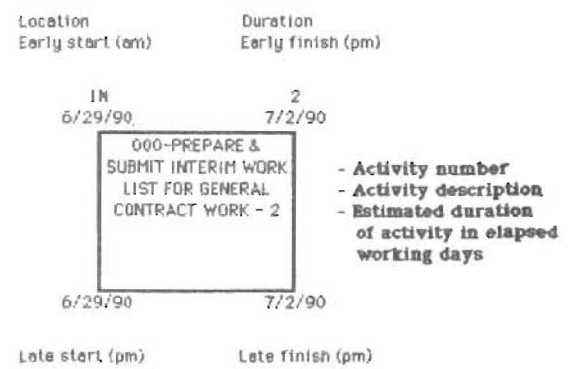 Location Duration
Early start (am) Early finish (pm)
IN 2
6/29/90 7/2/90
000-PREPARE &
SUBMIT INTERIM WORK
LIST FOR GENERAL
CONTRACT WORK - 2
- Activity number
- Activity description
- Estimated duration
of activity in elapsed
working days
6/29/90 7/2/90
Late start (pm) Late finish (pm)